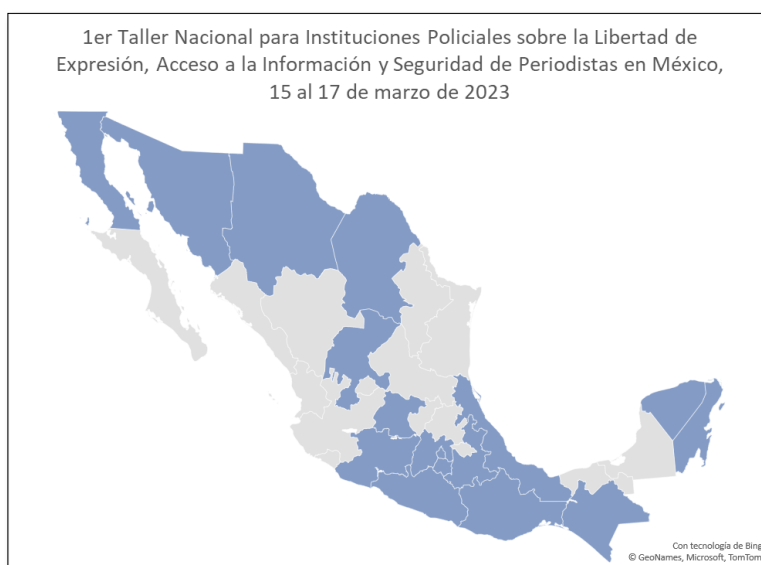 1er Taller Nacional para Instituciones Policiales sobre la Libertad de
Expresión, Acceso a la Información y Seguridad de Periodistas en México,
15 al 17 de marzo de 2023
Con tecnología de Bing
© GeoNames, Microsoft, TomTom